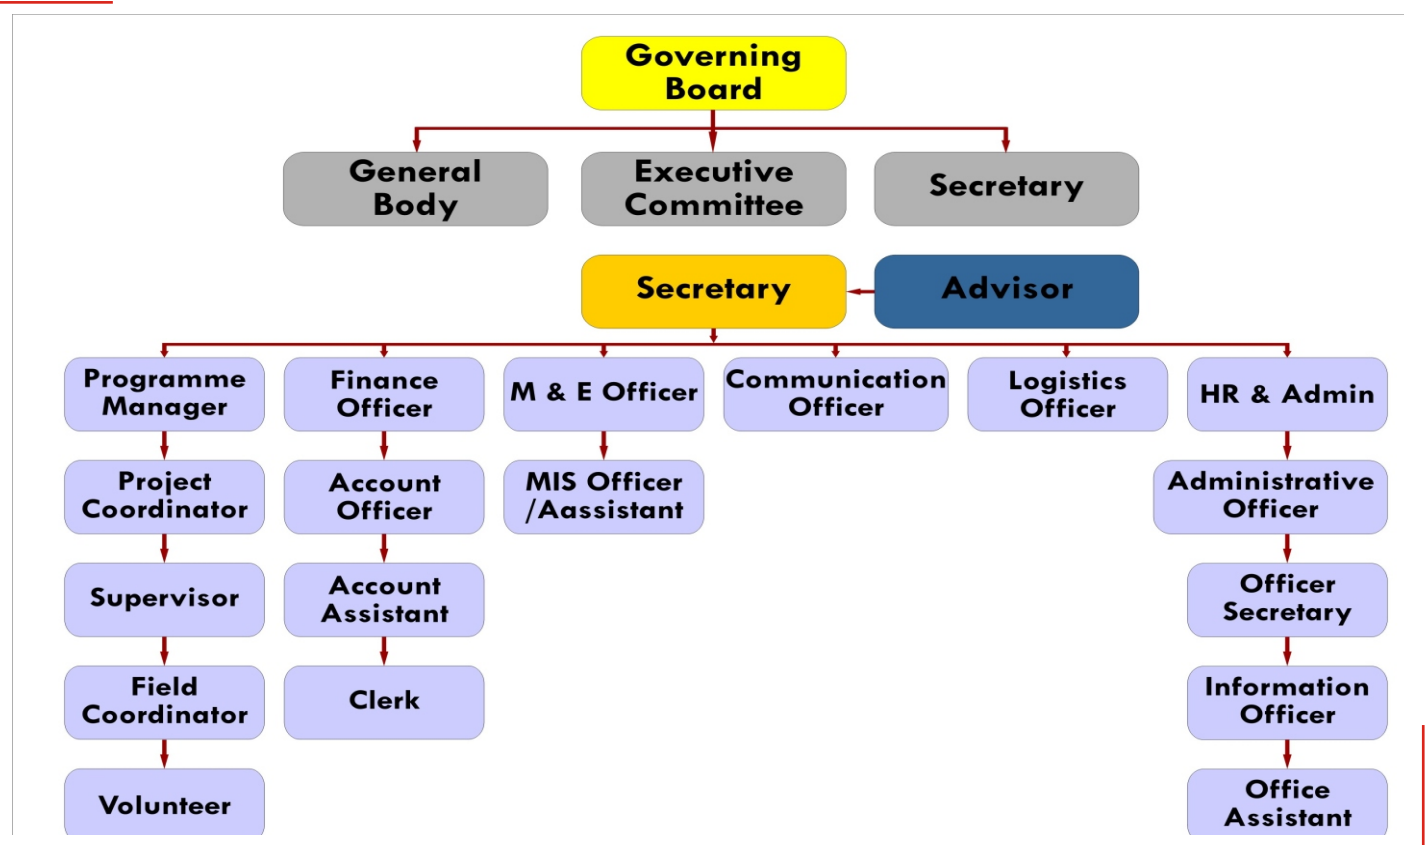 Governing
Board
General
Body
Executive
Committee
Secretary
Secretary
Advisor
Programme
Manager
Finance
Officer
M & E Officer
Communication
Officer
Logistics
Officer
HR & Admin
Project
Coordinator
Account
Officer
MIS Officer
/Aassistant
Administrative
Officer
Supervisor
Account
Assistant
Officer
Secretary
Field
Coordinator
Clerk
Information
Officer
Volunteer
Office
Assistant